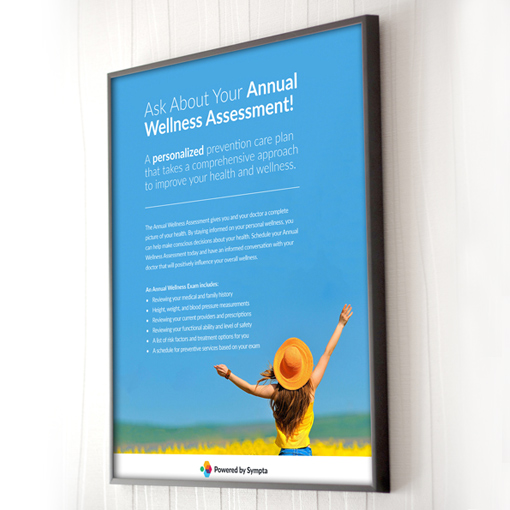 Ask About Your Annual
Wellness Assessment!
A personalized prevention care plan
that takes a comprehensive approach
to improve your health and wellness.
The Annual Wellness Assessment gives you and your doctor a complete
picture of your health. By staying informed on your personal wellness, you
can help make conscious decisions about your health. Schedule your Annual
Wellness Assessment today and have an informed conversation with your
doctor that will positively influence your overall wellness.
An Annual Wellness Exam includes:
• Reviewing your medical and family history
• Height, weight, and blood pressure measurements
• Reviewing your current providers and prescriptions
• Reviewing your functional ability and level of safety
• A list of risk factors and treatment options for you
• A schedule for preventive services based on your exam
Powered by Sympta